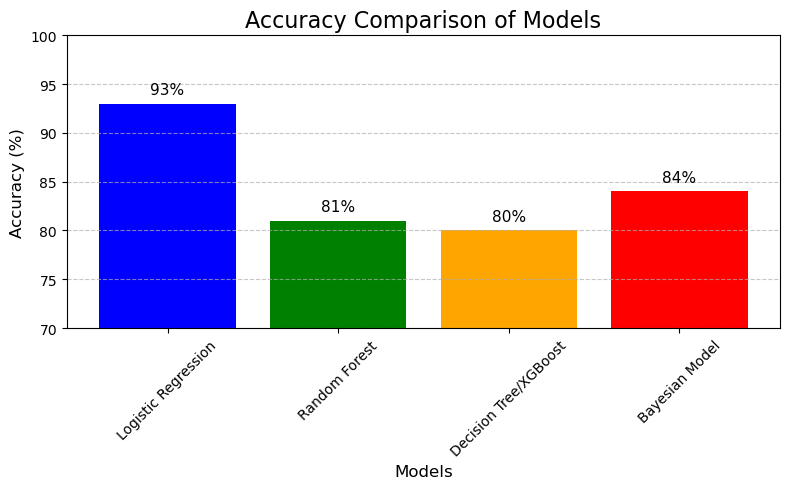 Accuracy Comparison of Models
Accuracy (%)
100
95
90
85
80
75
70
93%
81%
80%
84%
Logistic Regression
Random Forest
Decision Tree/XGBoost
Bayesian Model
Models